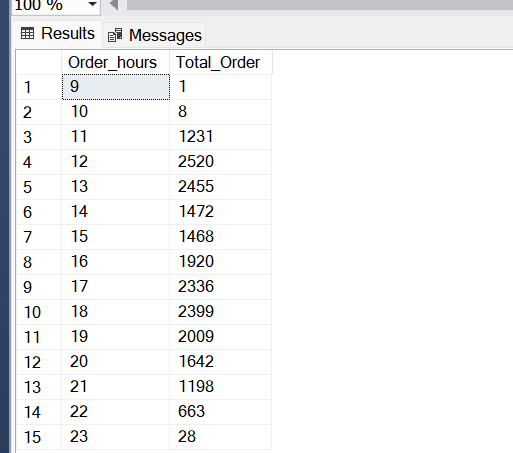 100 %
Results Messages
Order_hours Total_Order
1 9 1
2 10 8
3 11 1231
4 12 2520
5 13 2455
6 14 1472
7 15 1468
8 16 1920
9 17 2336
10 18 2399
11 19 2009
12 20 1642
13 21 1198
14 22 663
15 23 28